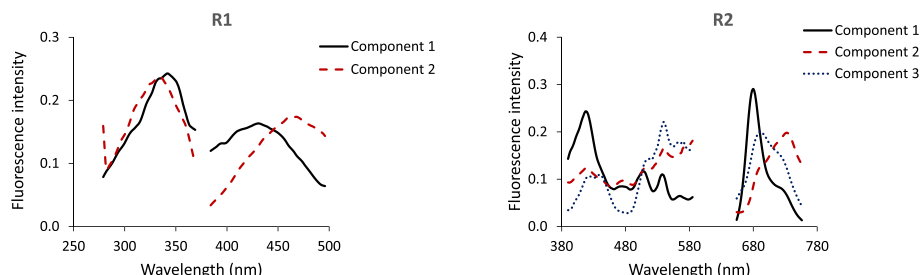 R1
Fluorescence intensity
0.3
0.2
0.1
0.0
250 300 350 400 450 500
Wavelength (nm)
Component 1
Component 2
R2
Fluorescence intensity
0.4
0.3
0.2
0.1
0.0
380 480 580 680 780
Wavelength (nm)
Component 1
Component 2
Component 3